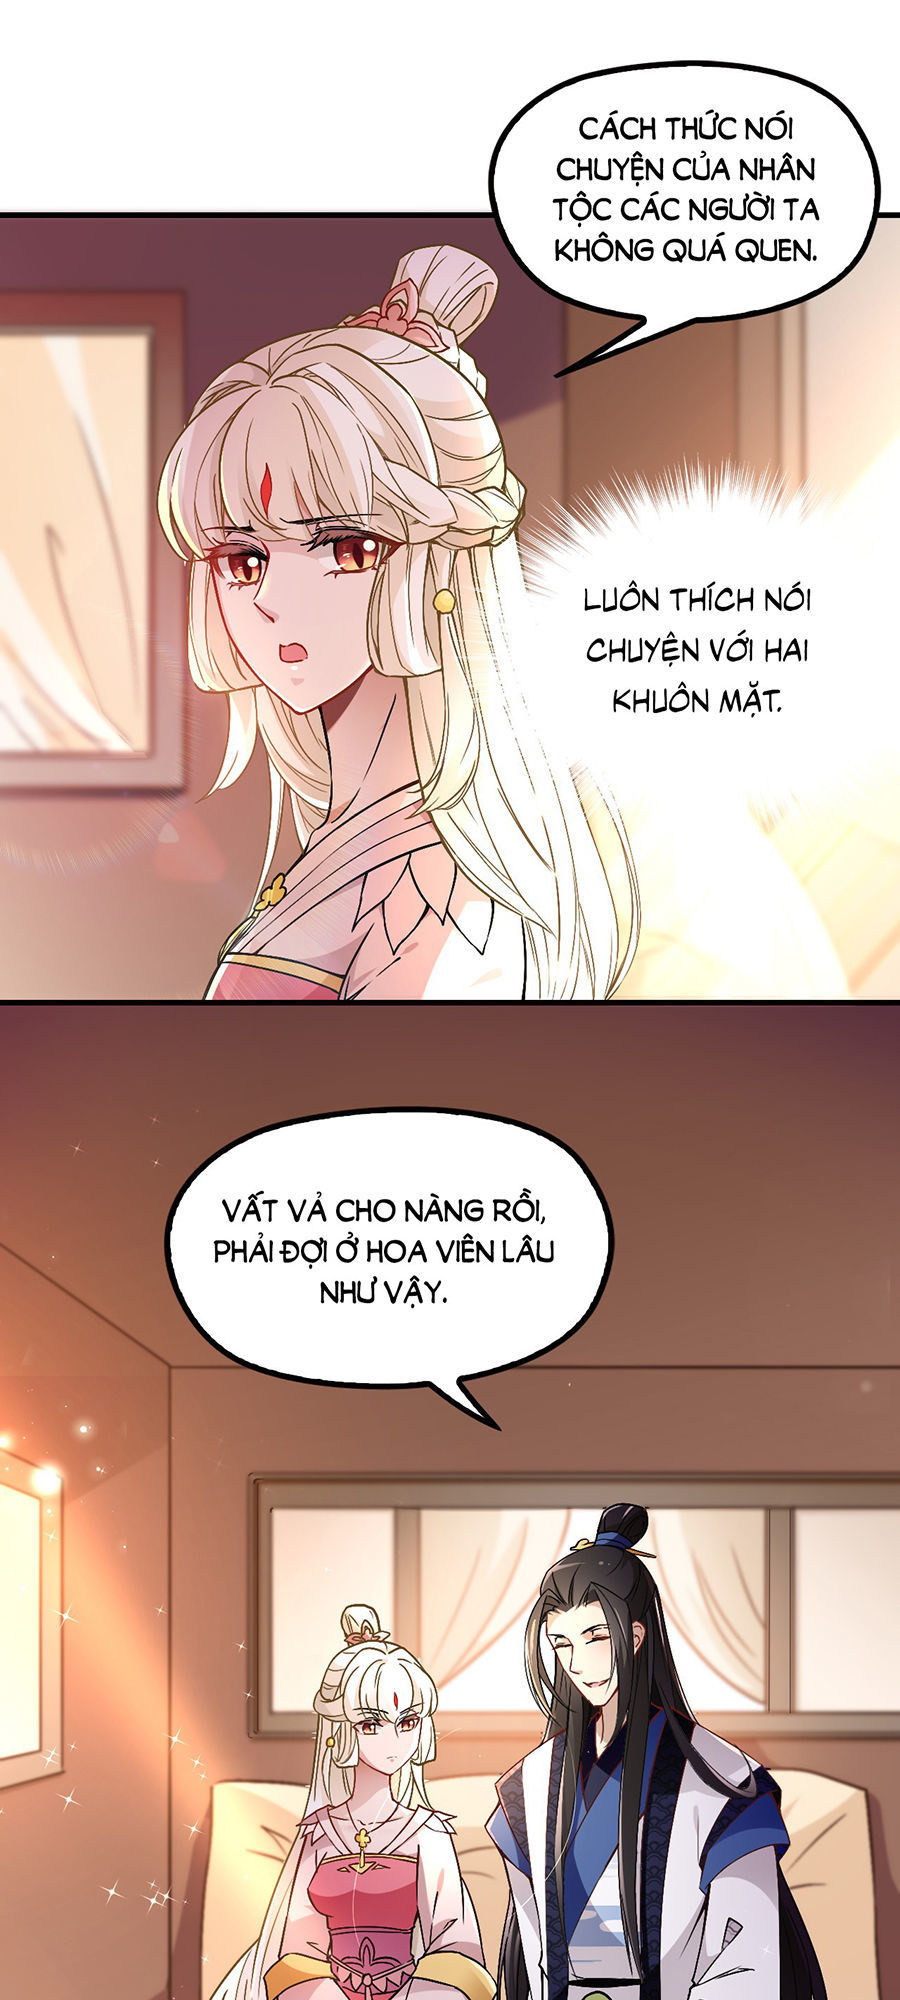 CÁCH THỨC NÓI
CHUYỆN CỦA NHÂN
TỘC CÁC NGƯỜI TA
KHÔNG QUÁ QUEN.
LUÔN THÍCH NÓI
CHUYỆN VỚI HAI
KHUÔN MẶT.
VẤT VẢ CHO NÀNG RỒI,
PHẢI ĐỢI Ở HOA VIÊN LÂU
NHƯ VẬY.